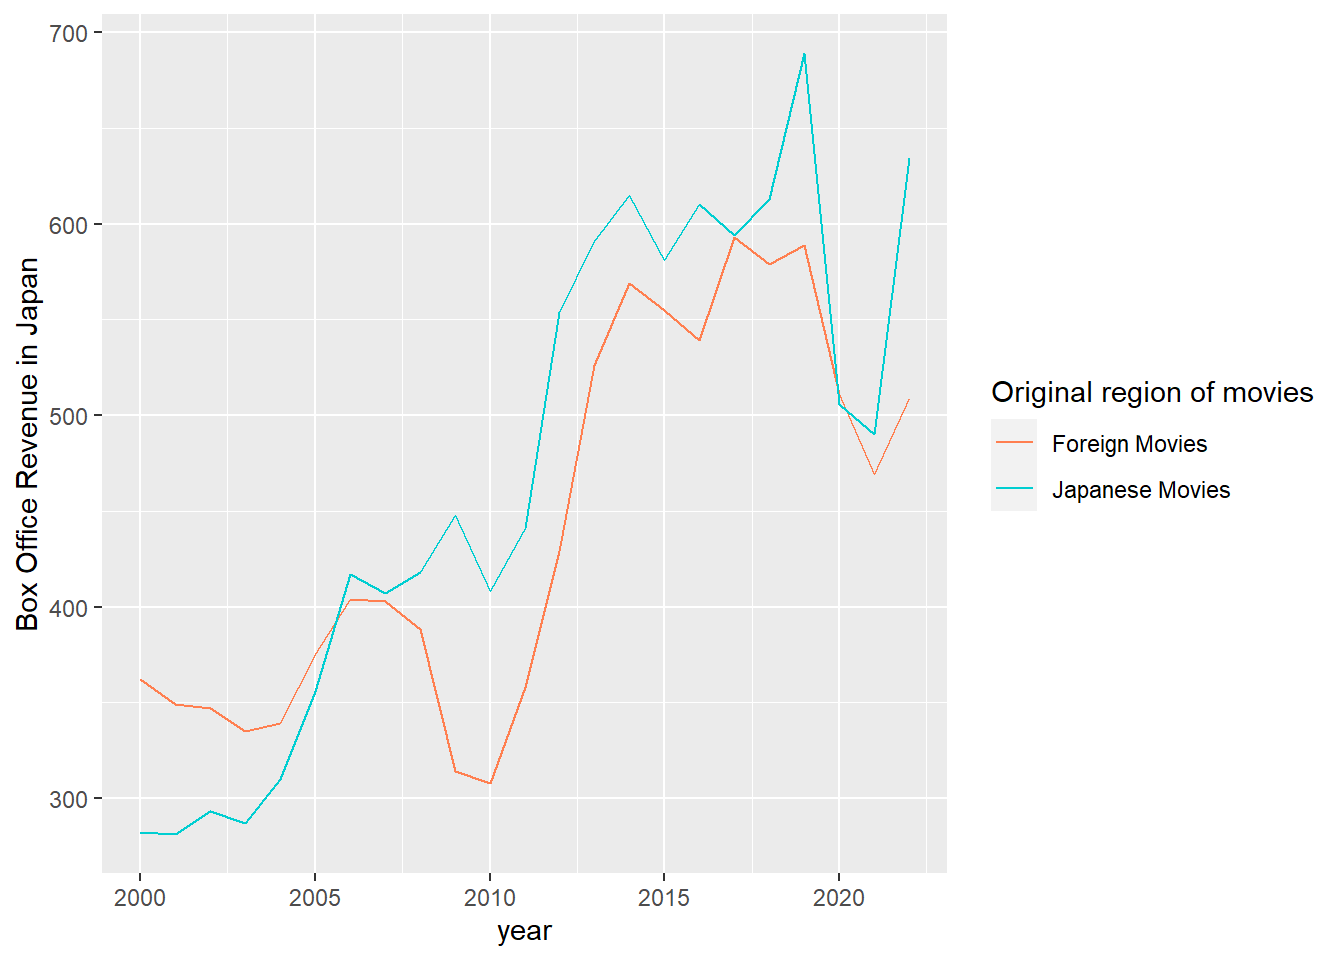 700
600
500
400
300
Box Office Revenue in Japan
2000 2005 2010 2015 2020
year
Original region of movies
Foreign Movies
Japanese Movies